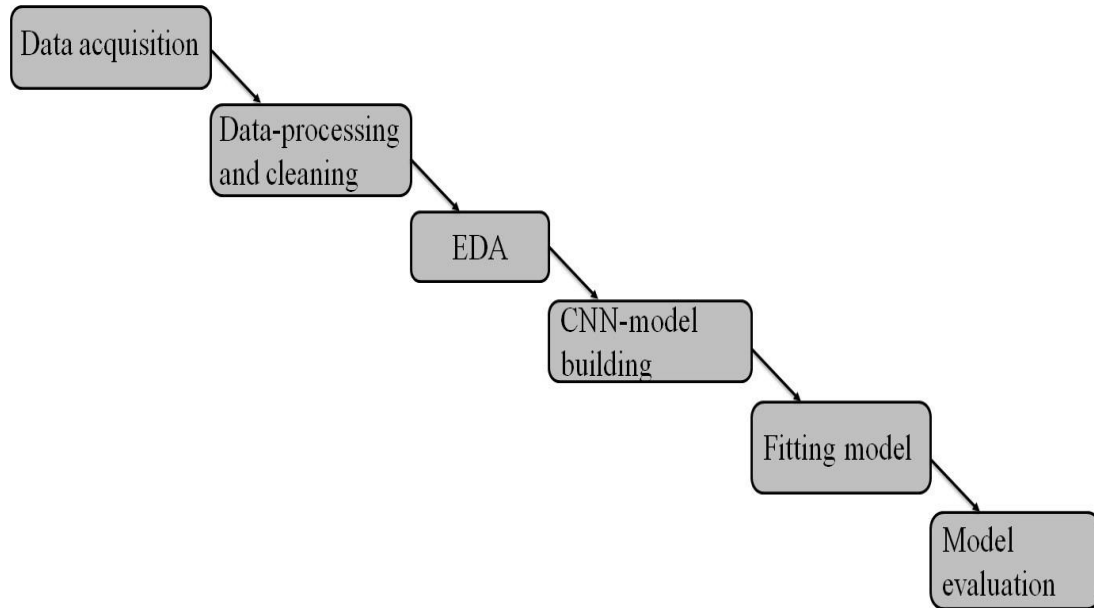 Data acquisition
Data-processing
and cleaning
EDA
CNN-model
building
Fitting model
Model
evaluation